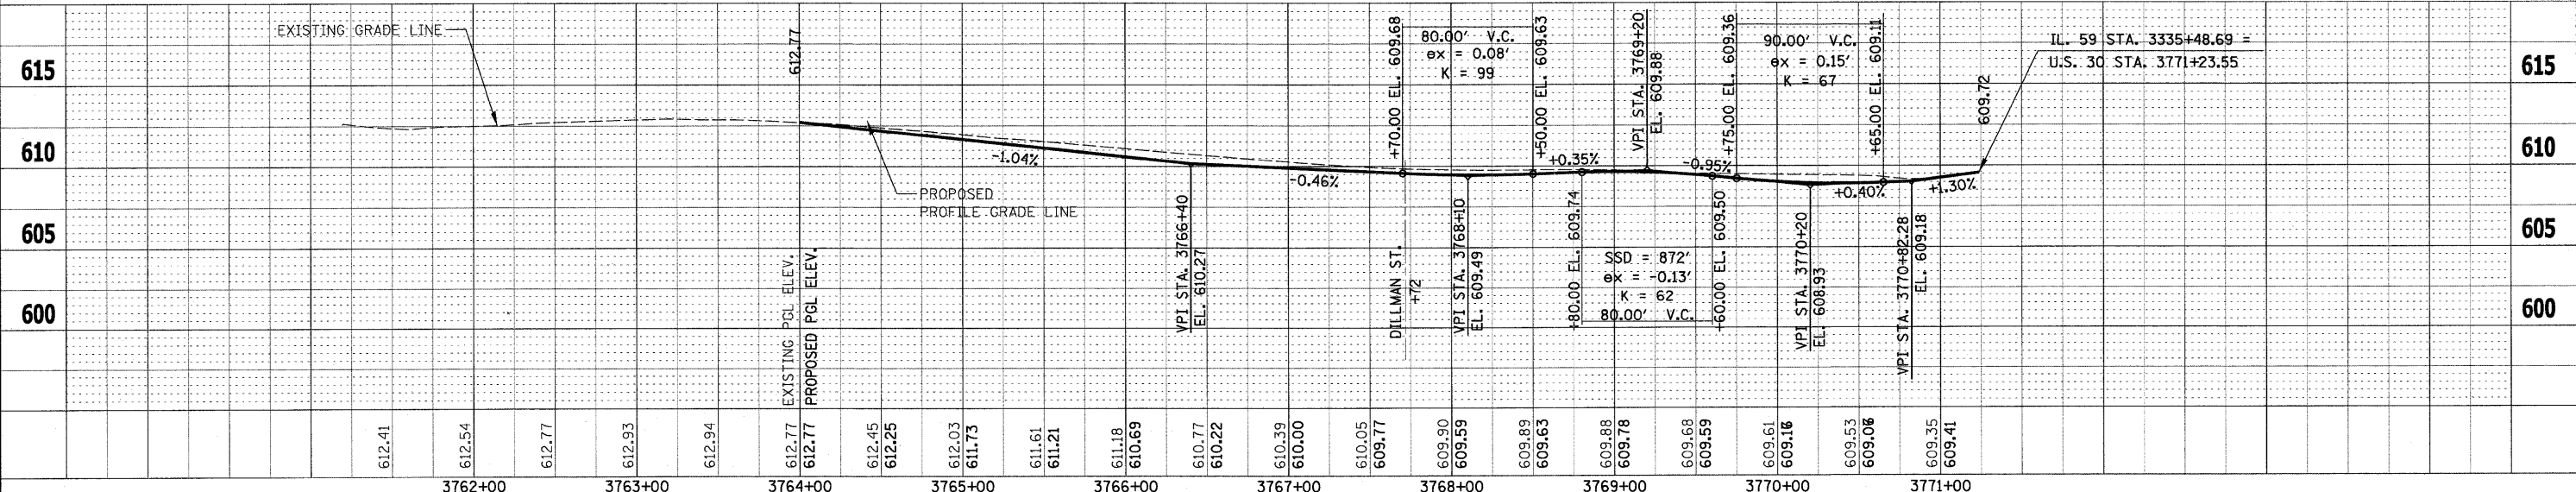 EXISTING GRADE LINE
612.77
+70.00 EL. 609.68
80.00' V.C.
ex = 0.08'
K = 99
+50.00 EL. 609.63
VPI STA. 3769+20
EL. 609.88
+75.00 EL. 609.36
90.00' V.C.
ex = 0.15'
K = 67
+65.00 EL. 609.11
609.72
IL. 59 STA. 3335+48.69 =
U.S. 30 STA. 3771+23.55
615
615
610
610
605
605
600
600
-1.04%
-0.46%
+0.35%
-0.95%
+0.40%
+1.30%
PROPOSED
PROFILE GRADE LINE
EXISTING PGL ELEV.
PROPOSED PGL ELEV.
VPI STA. 3766+40
EL. 610.27
DILLMAN ST.
+72
VPI STA. 3768+10
EL. 609.49
+80.00 EL. 609.74
SSD = 872'
ex = -0.13'
K = 62
80.00' V.C.
+60.00 EL. 609.50
VPI STA. 3770+20
EL. 608.93
VPI STA. 3770+82.28
EL. 609.18
612.41
612.54
612.77
612.93
612.94
612.77
612.77
612.45
612.25
612.03
611.73
611.61
611.21
611.18
610.69
610.77
610.22
610.39
610.00
610.05
609.77
609.90
609.59
609.89
609.63
609.88
609.78
609.68
609.59
609.61
609.53
609.35
609.41
3762+00
3763+00
3764+00
3765+00
3766+00
3767+00
3768+00
3769+00
3770+00
3771+00